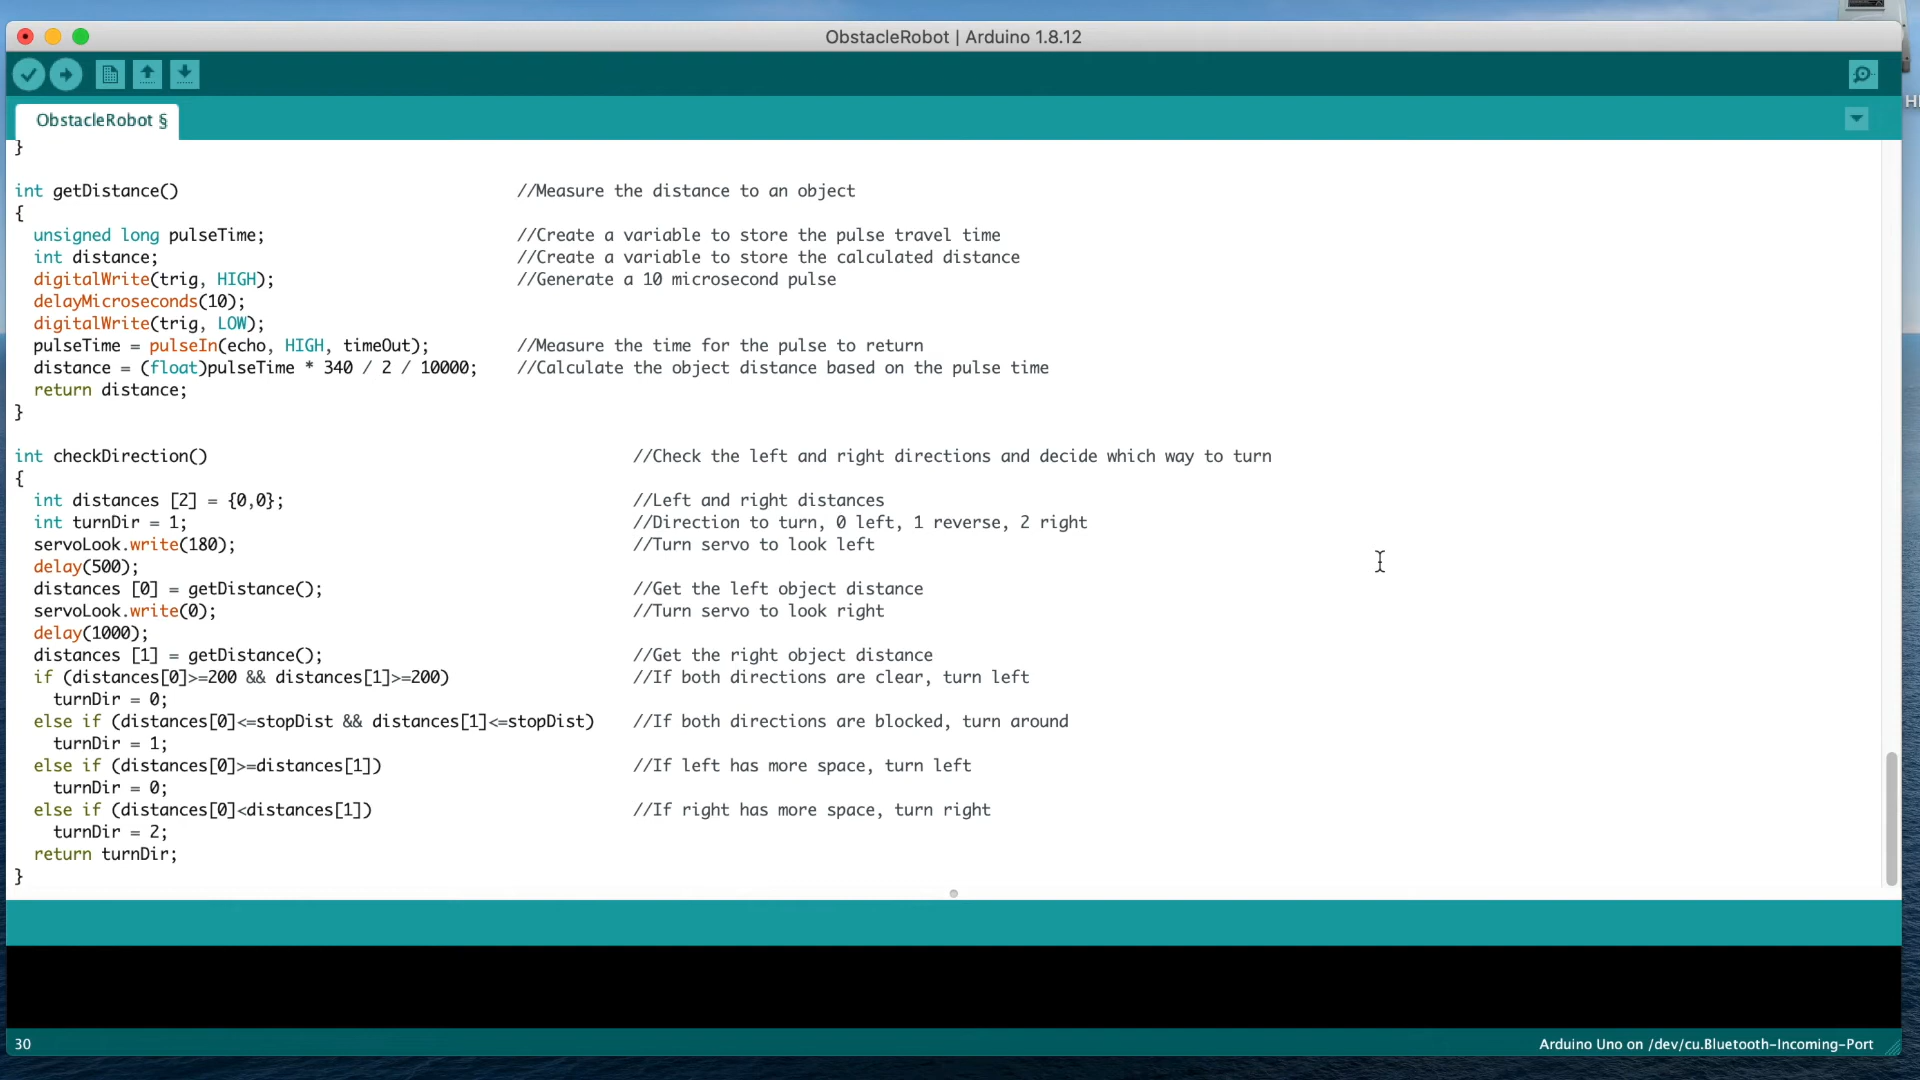 ObstacleRobot | Arduino 1.8.12
ObstacleRobot §
}
int getDistance() //Measure the distance to an object
{
unsigned long pulseTime; //Create a variable to store the pulse travel time
int distance; //Create a variable to store the calculated distance
digitalWrite(trig, HIGH); //Generate a 10 microsecond pulse
delayMicroseconds(10);
digitalWrite(trig, LOW);
pulseTime = pulseIn(echo, HIGH, timeOut); //Measure the time for the pulse to return
distance = (float)pulseTime * 340 / 2 / 10000; //Calculate the object distance based on the pulse time
return distance;
}
int checkDirection() //Check the left and right directions and decide which way to turn
{
int distances [2] = {0,0}; //Left and right distances
int turnDir = 1; //Direction to turn, 0 left, 1 reverse, 2 right
servoLook.write(180); //Turn servo to look left
delay(500);
distances [0] = getDistance(); //Get the left object distance
servoLook.write(0); //Turn servo to look right
delay(1000);
distances [1] = getDistance(); //Get the right object distance
if (distances[0]>=200 && distances[1]>=200) //If both directions are clear, turn left
turnDir = 0;
else if (distances[0]<=stopDist && distances[1]<=stopDist) //If both directions are blocked, turn around
turnDir = 1;
else if (distances[0]>=distances[1]) //If left has more space, turn left
turnDir = 0;
else if (distances[0]<distances[1]) //If right has more space, turn right
turnDir = 2;
return turnDir;
}
30
Arduino Uno on /dev/cu.Bluetooth-Incoming-Port